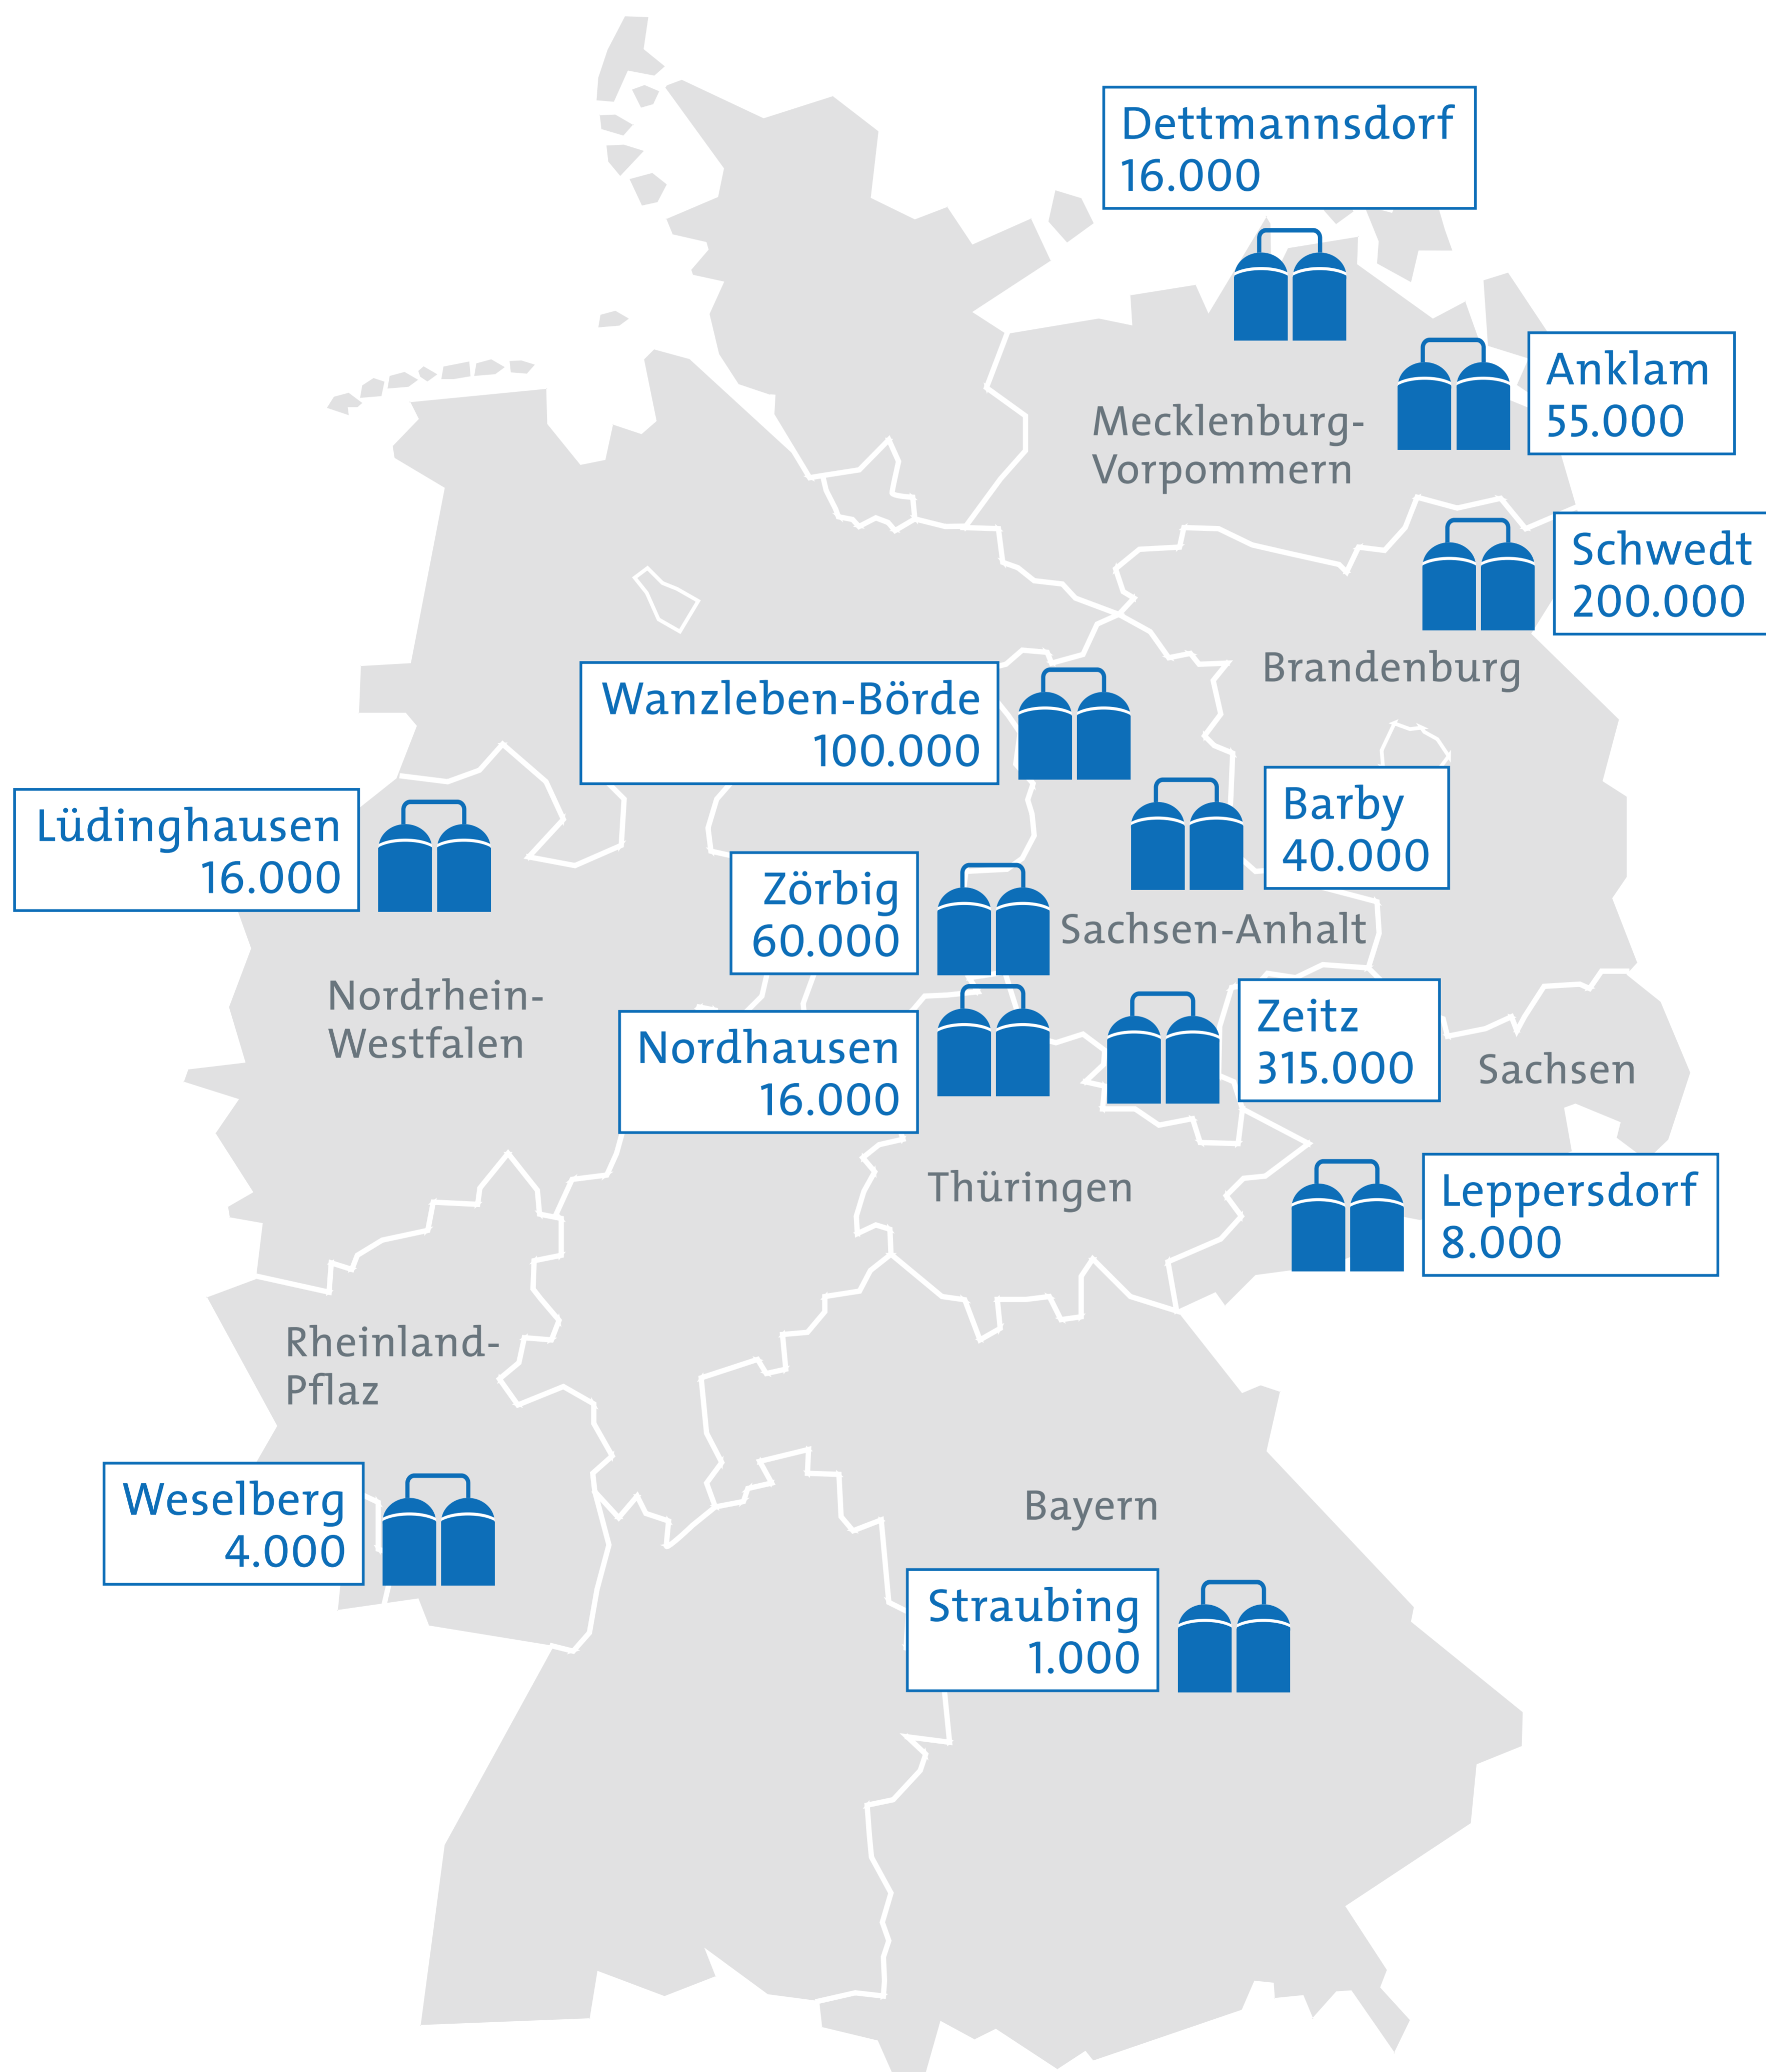 Dettmannsdorf
16.000
Anklam
55.000
Mecklenburg-
Vorpommern
Schwedt
200.000
Brandenburg
Wanzleben-Börde
100.000
Barby
40.000
Lüdinghausen
16.000
Zörbig
60.000
Sachsen-Anhalt
Nordrhein-
Westfalen
Zeitz
315.000
Nordhausen
16.000
Sachsen
Thüringen
Leppersdorf
8.000
Rheinland-
Pflaz
Weselberg
4.000
Bayern
Straubing
1.000